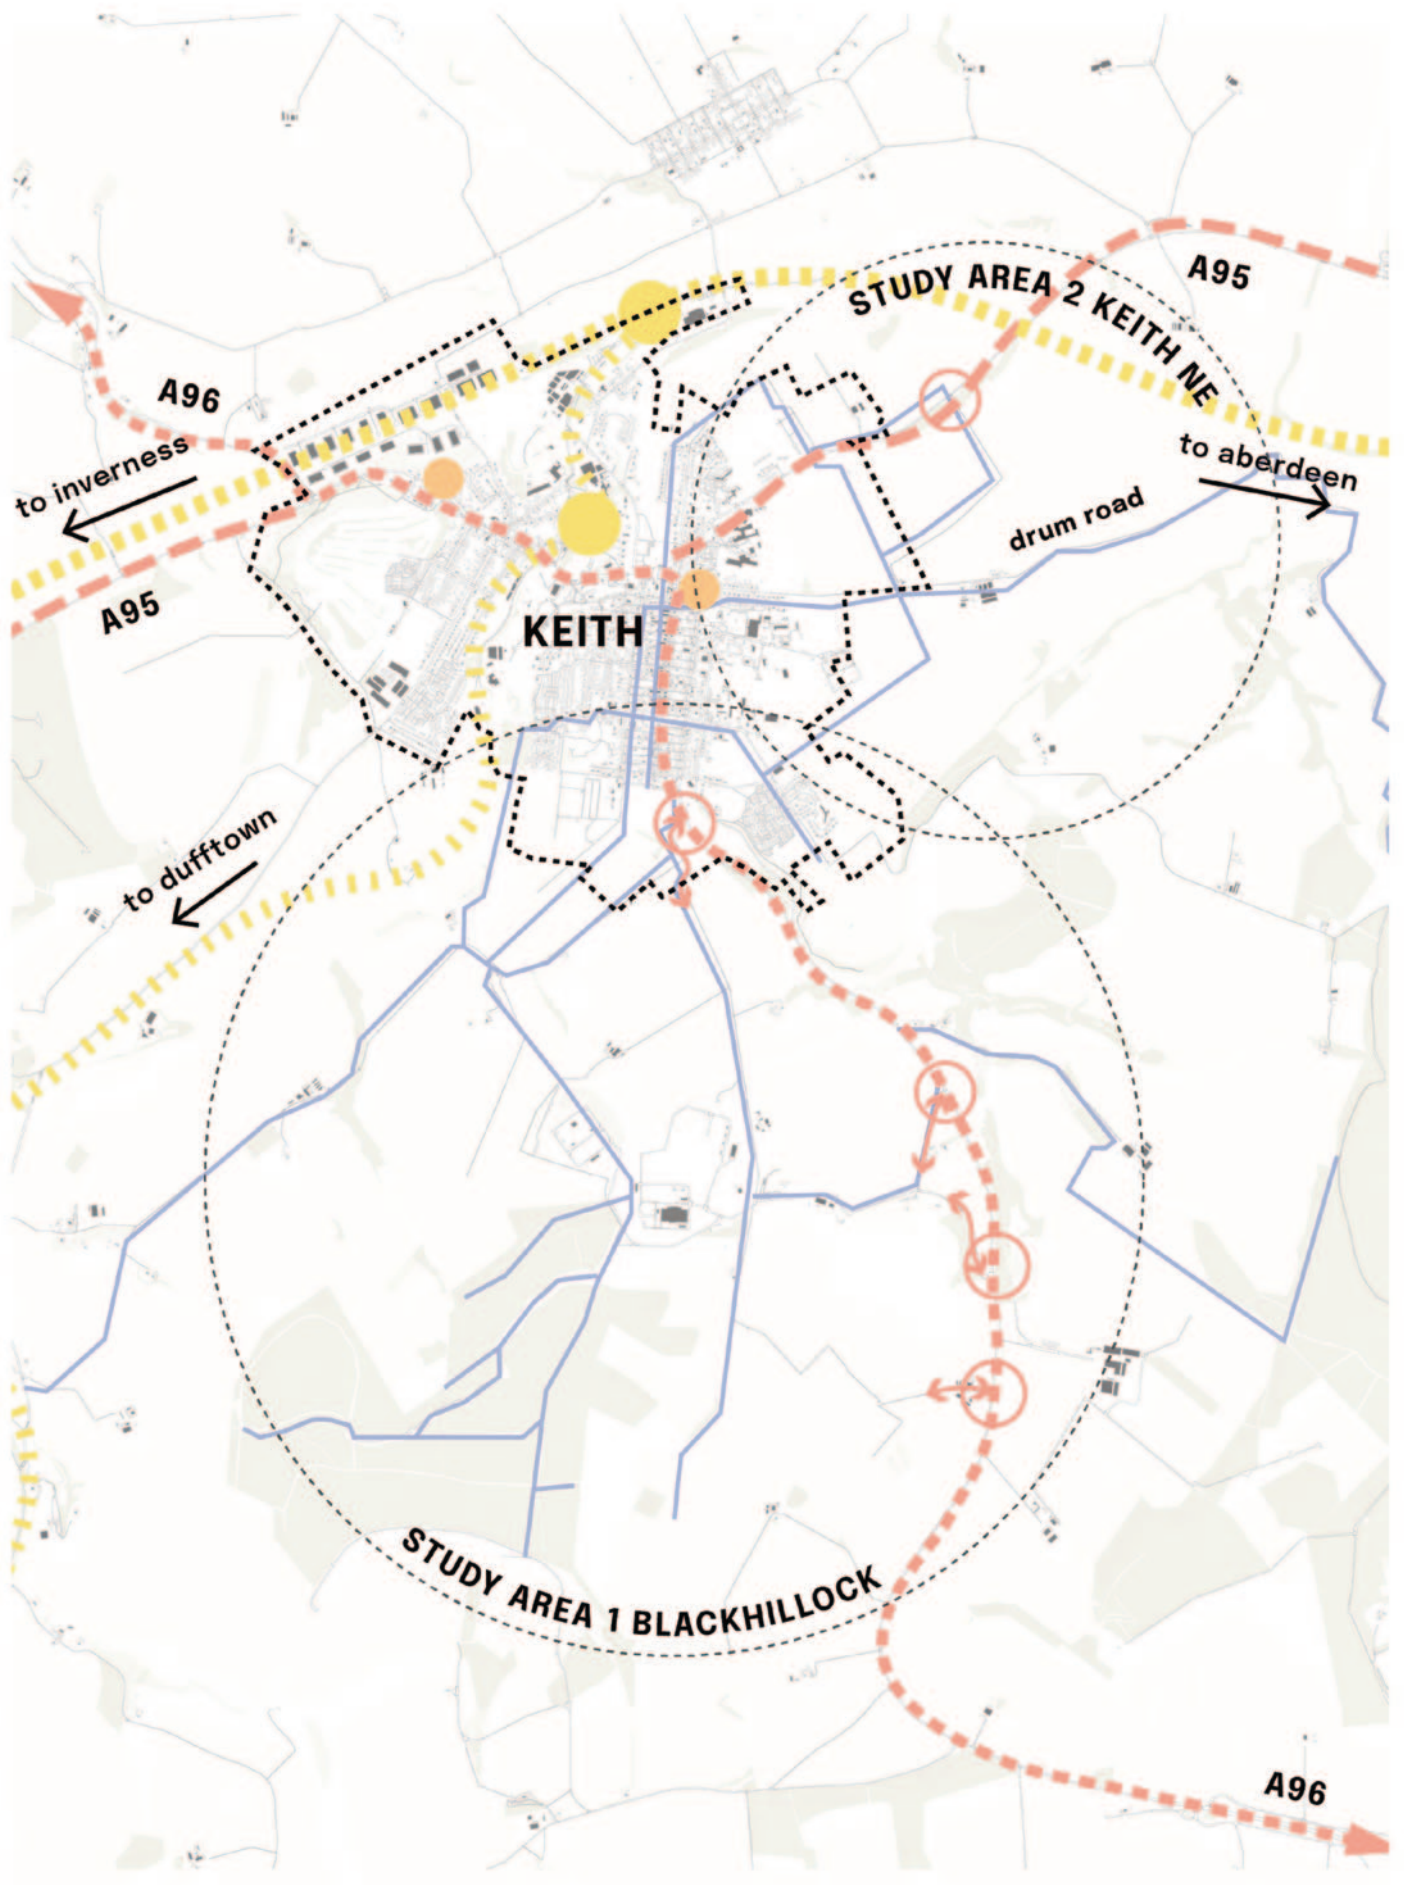 A95
STUDY AREA 2 KEITH NE
A96
to inverness
to aberdeen
drum road
A95
KEITH
to dufftown
STUDY AREA 1 BLACKHILLOCK
A96